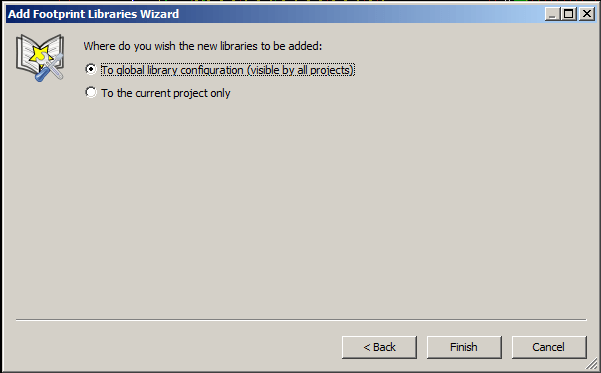 Add Footprint Libraries Wizard
Where do you wish the new libraries to be added:
To global library configuration (visible by all projects)
To the current project only
< Back Finish Cancel